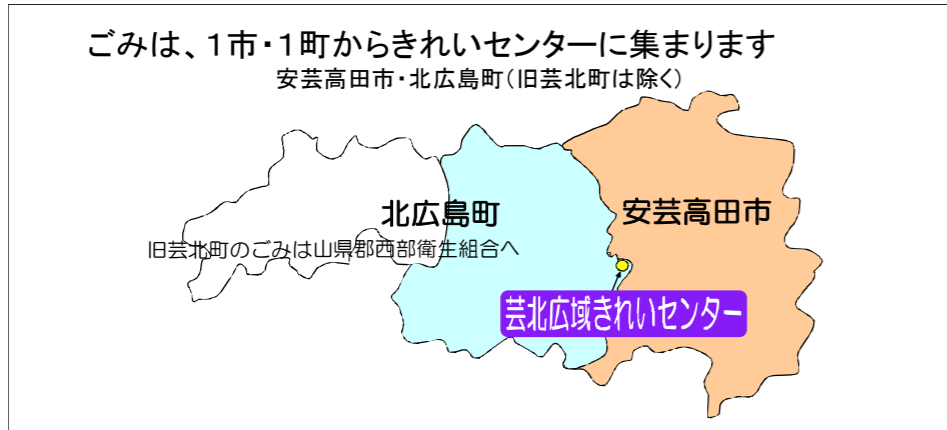 ごみは、1市・1町からきれいセンターに集まります
安芸高田市・北広島町(旧芸北町は除く)
北広島町
安芸高田市
旧芸北町のごみは山県郡西部衛生組合へ
芸北広域きれいセンター